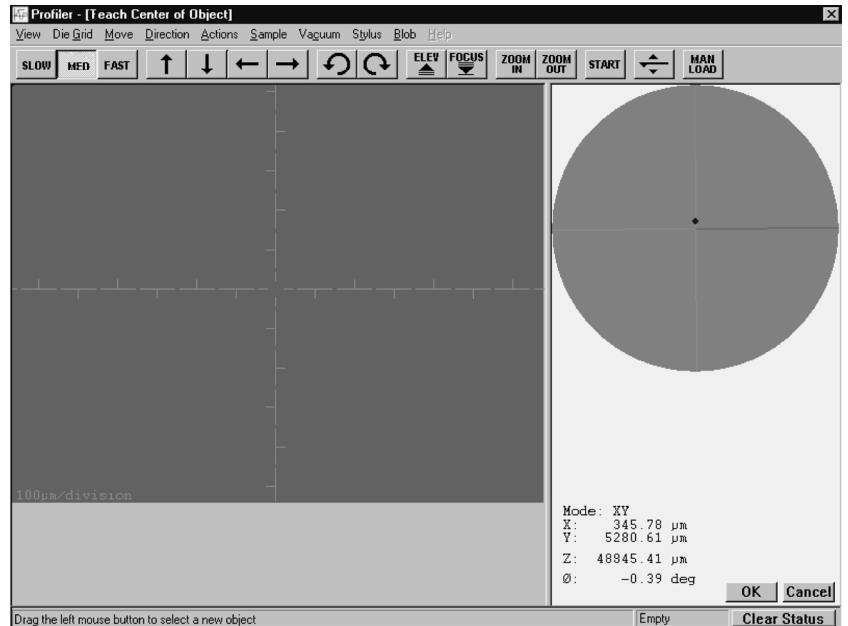 Profiler - [Teach Center of Object]
View Die Grid Move Direction Actions Sample Vacuum Stylus Blob Help
SLOW MED FAST ELEV FOCUS ZOOM IN ZOOM OUT START MAN LOAD
100µm/division
Mode: XY
X: 345.78 µm
Y: 5280.61 µm
Z: 48845.41 µm
Ø: -0.39 deg
OK Cancel
Drag the left mouse button to select a new object Empty Clear Status